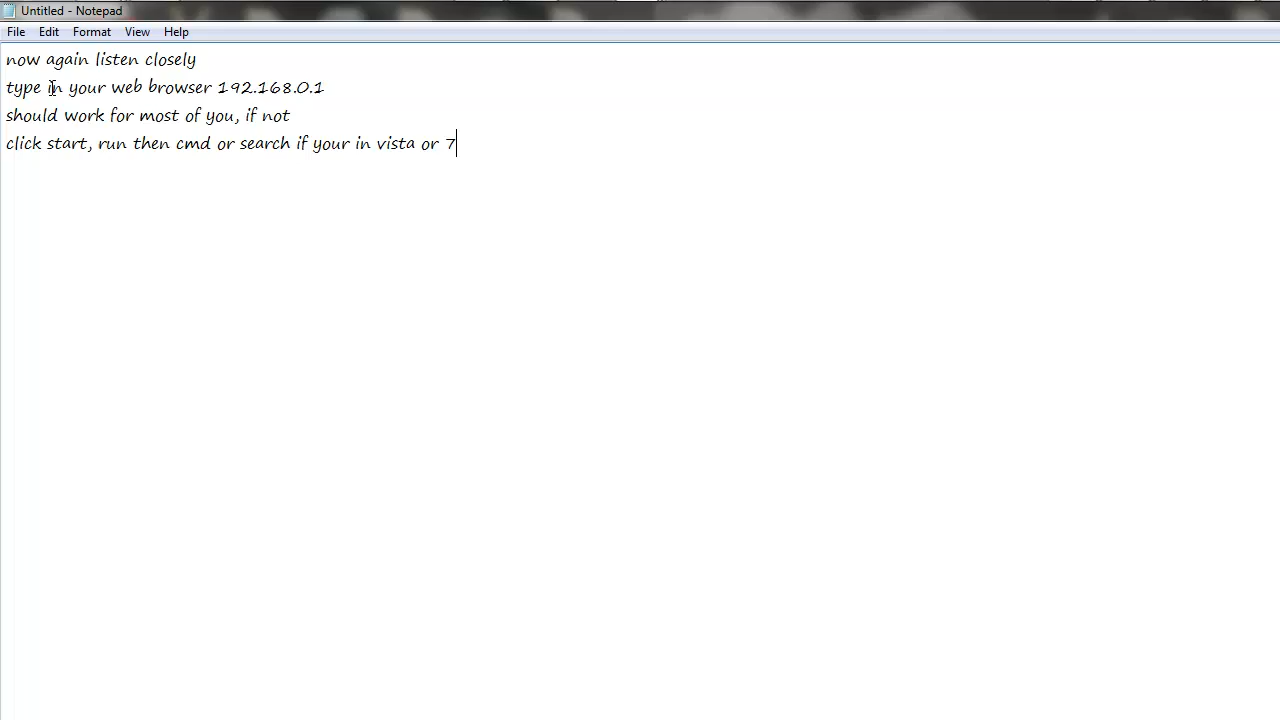 Untitled - Notepad
File Edit Format View Help
now again listen closely
type in your web browser 192.168.0.1
should work for most of you, if not
click start, run then cmd or search if your in vista or 7